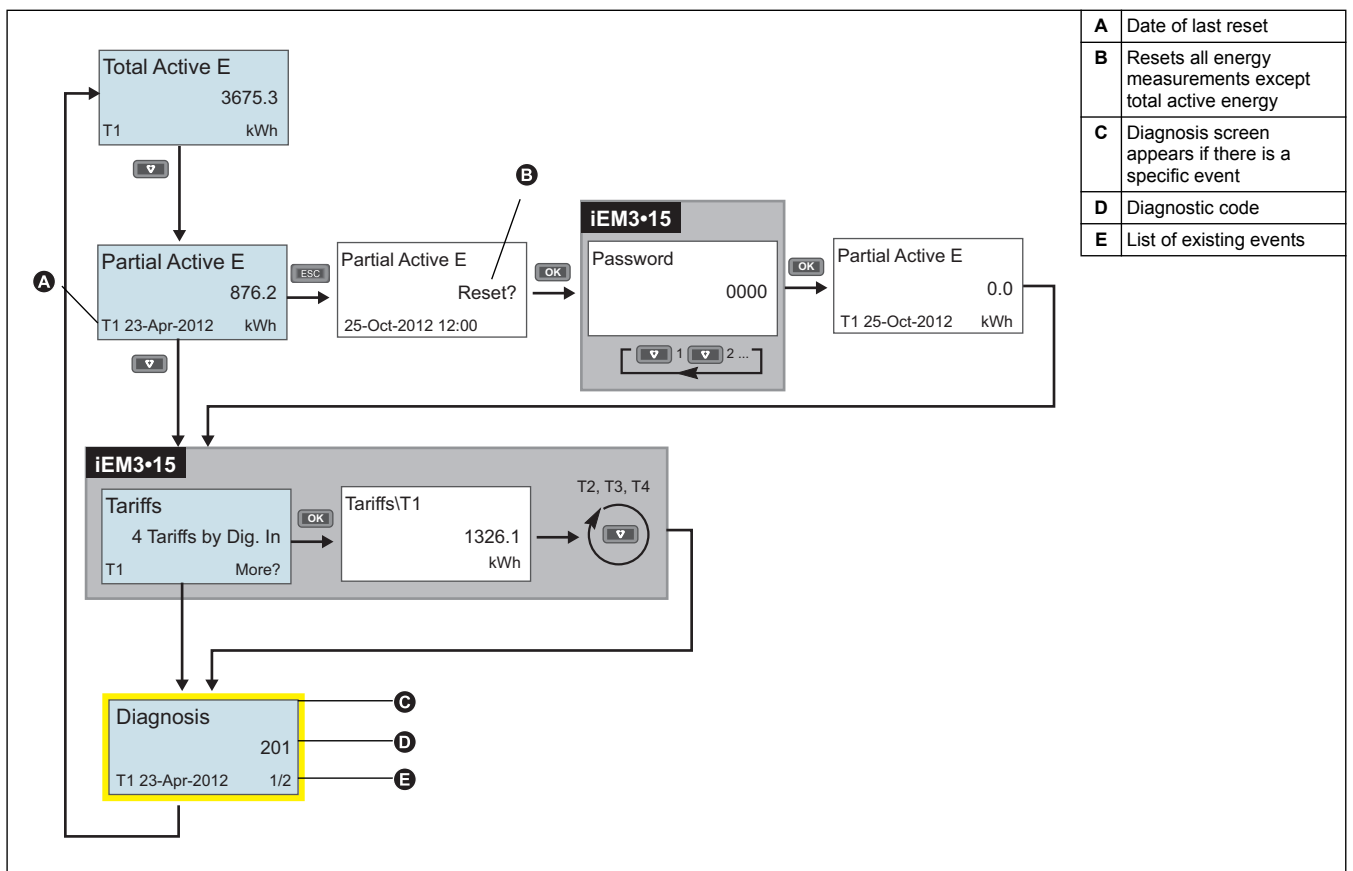 Total Active E
3675.3
T1 kWh
Partial Active E
876.2
T1 23-Apr-2012 kWh
A
ESC
Partial Active E
Reset?
25-Oct-2012 12:00
B
OK
iEM3•15
Password
0000
1 2 ...
OK
Partial Active E
0.0
T1 25-Oct-2012 kWh
iEM3•15
Tariffs
4 Tariffs by Dig. In
T1 More?
OK
Tariffs\T1
1326.1
kWh
T2, T3, T4
Diagnosis
201
T1 23-Apr-2012 1/2
C
D
E
A Date of last reset
B Resets all energy
measurements except
total active energy
C Diagnosis screen
appears if there is a
specific event
D Diagnostic code
E List of existing events